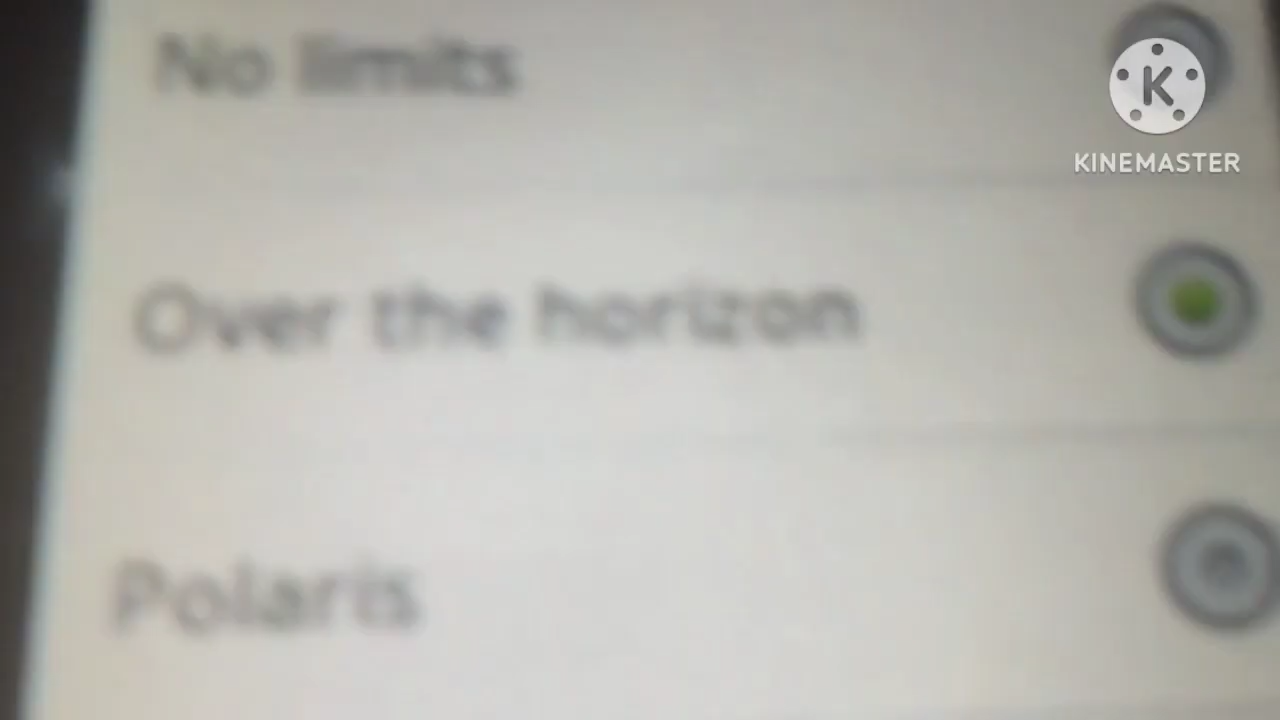 No limits
K
KINEMASTER
Over the horizon
Polaris